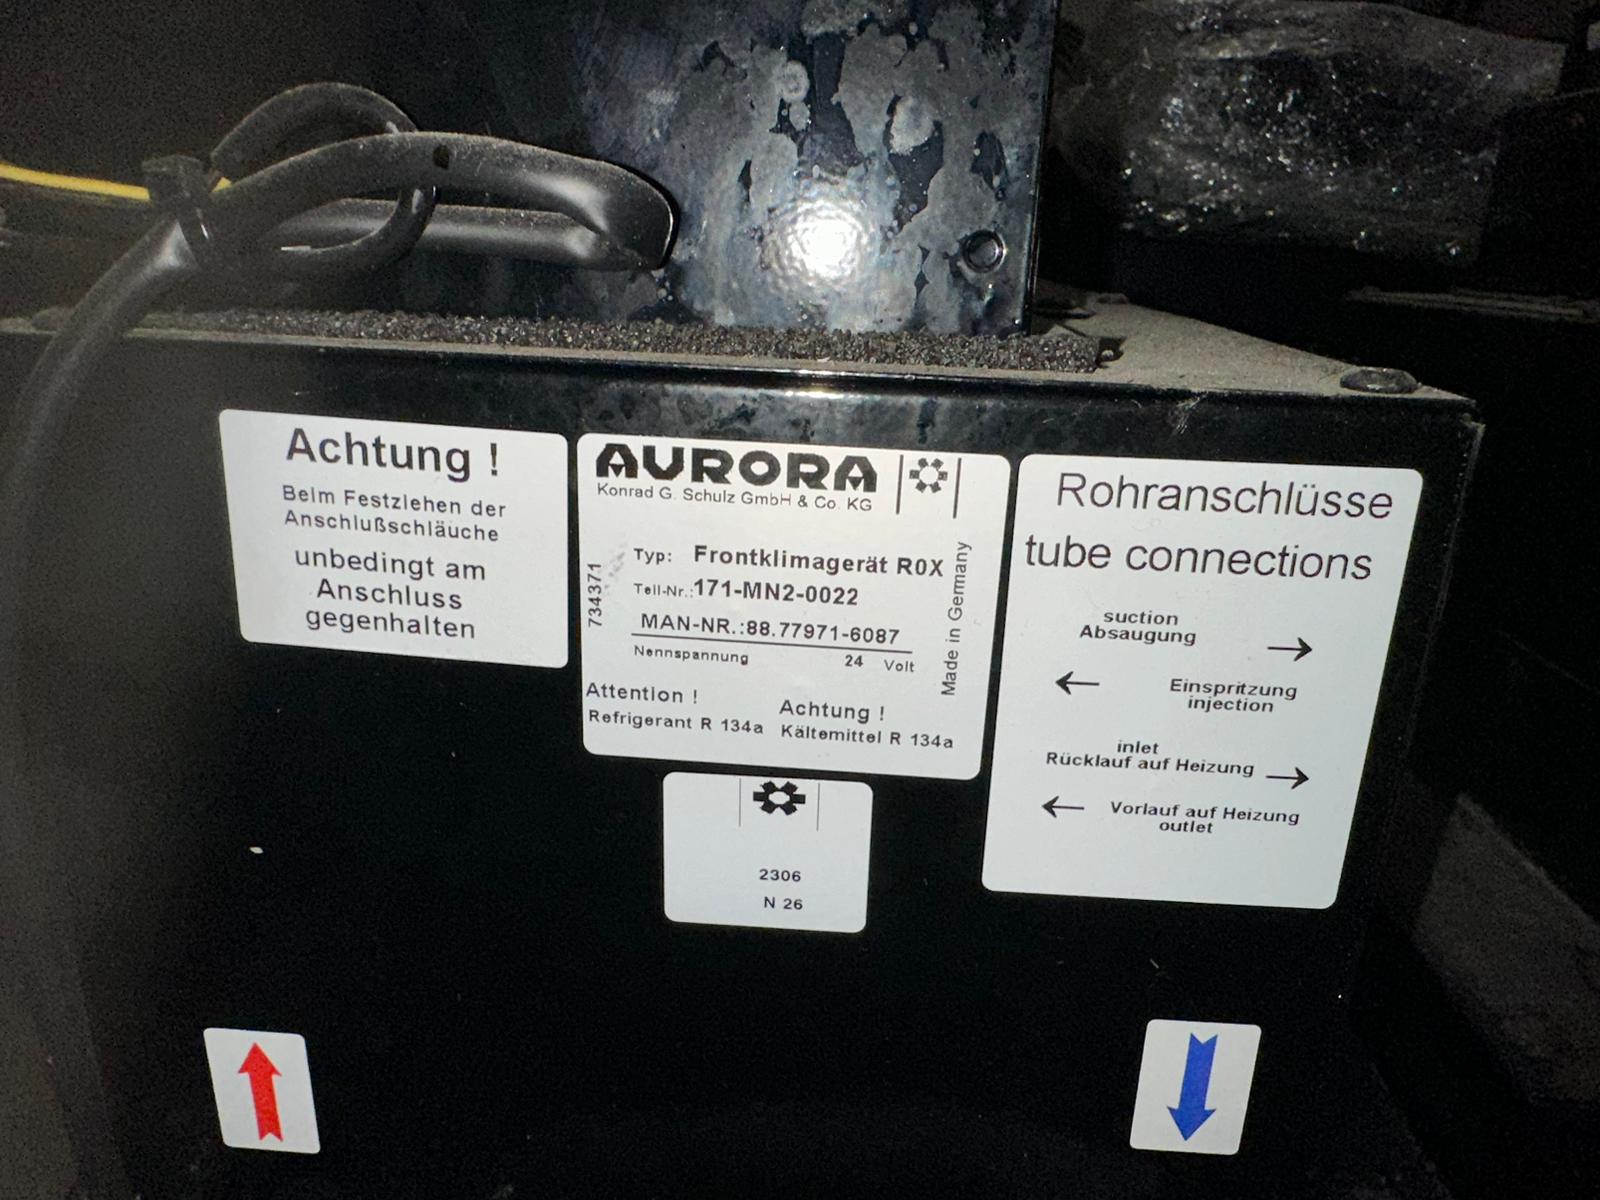 Achtung !
Beim Festziehen der
Anschlußschläuche
unbedingt am
Anschluss
gegenhalten
AURORA
Konrad G. Schulz GmbH & Co. KG
734371
Typ: Frontklimagerät R0X
Teil-Nr.: 171-MN2-0022
MAN-NR.:88.77971-6087
Nennspannung 24 Volt
Made in Germany
Attention !
Refrigerant R 134a
Achtung !
Kältemittel R 134a
2306
N 26
Rohranschlüsse
tube connections
suction
Absaugung →
← Einspritzung
injection
inlet
Rücklauf auf Heizung →
← Vorlauf auf Heizung
outlet